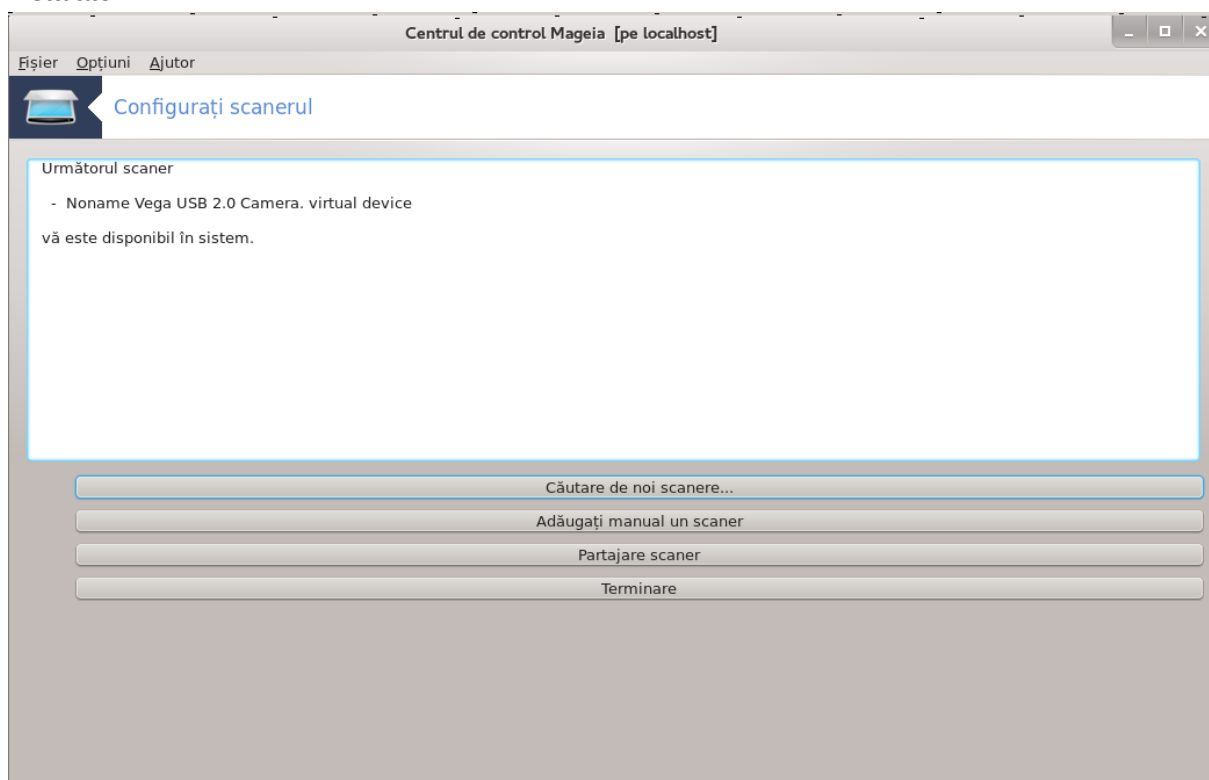 Centrul de control Mageia [pe localhost]
Fișier Opțiuni Ajutor
Configurați scanerul
Următorul scaner
- Noname Vega USB 2.0 Camera. virtual device
vă este disponibil în sistem.
Căutare de noi scanere...
Adăugați manual un scaner
Partajare scaner
Terminare